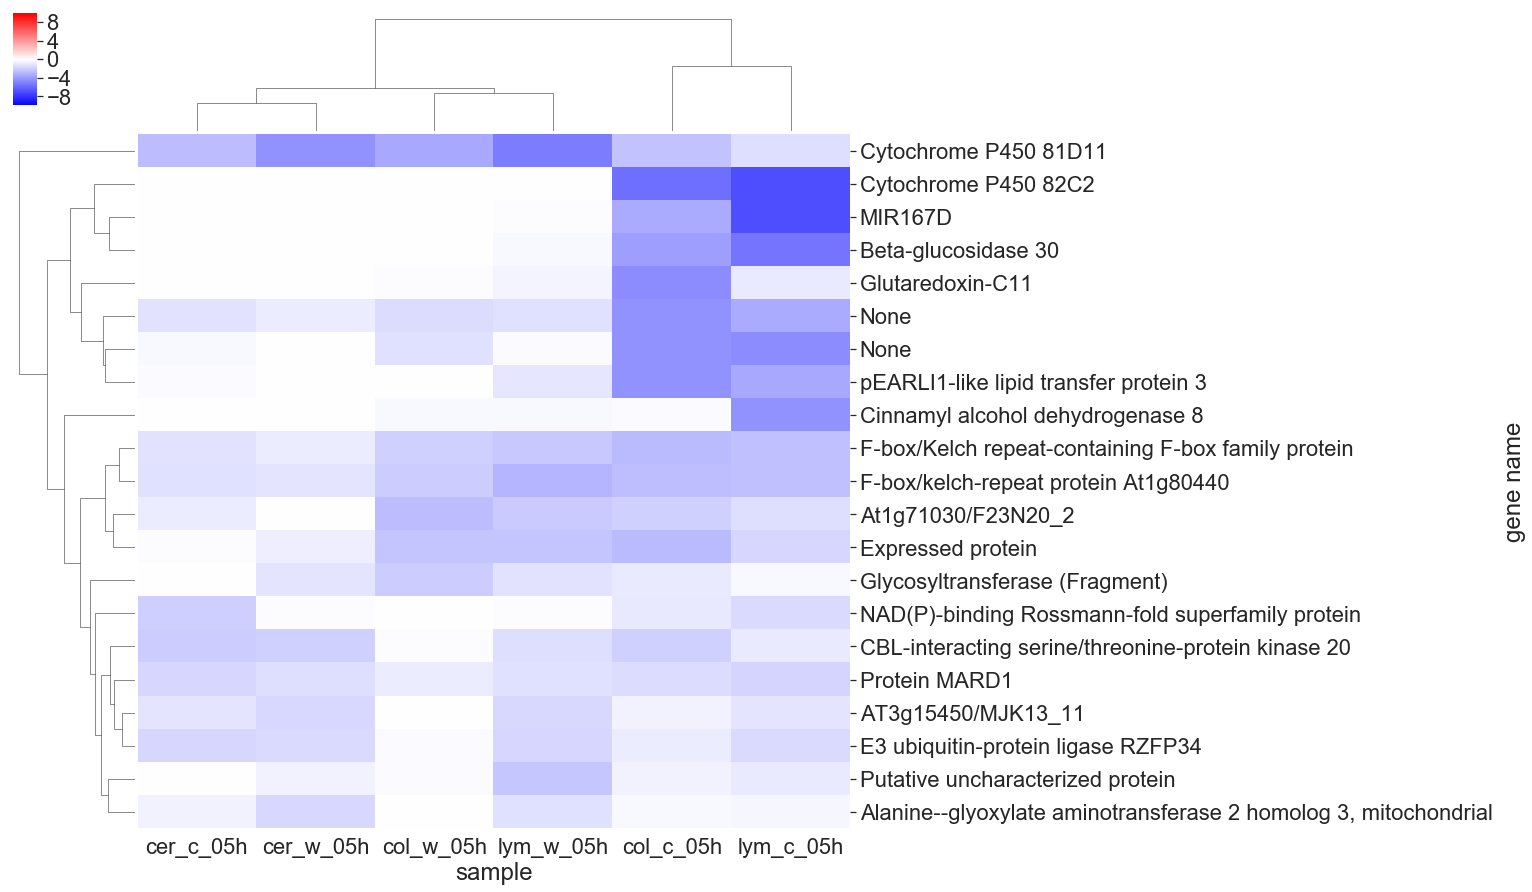 8
4
0
−4
−8
Cytochrome P450 81D11
Cytochrome P450 82C2
MIR167D
Beta-glucosidase 30
Glutaredoxin-C11
None
None
pEARLI1-like lipid transfer protein 3
Cinnamyl alcohol dehydrogenase 8
F-box/Kelch repeat-containing F-box family protein
F-box/kelch-repeat protein At1g80440
At1g71030/F23N20_2
Expressed protein
Glycosyltransferase (Fragment)
NAD(P)-binding Rossmann-fold superfamily protein
CBL-interacting serine/threonine-protein kinase 20
Protein MARD1
AT3g15450/MJK13_11
E3 ubiquitin-protein ligase RZFP34
Putative uncharacterized protein
Alanine--glyoxylate aminotransferase 2 homolog 3, mitochondrial
gene name
cer_c_05h cer_w_05h col_w_05h lym_w_05h col_c_05h lym_c_05h
sample